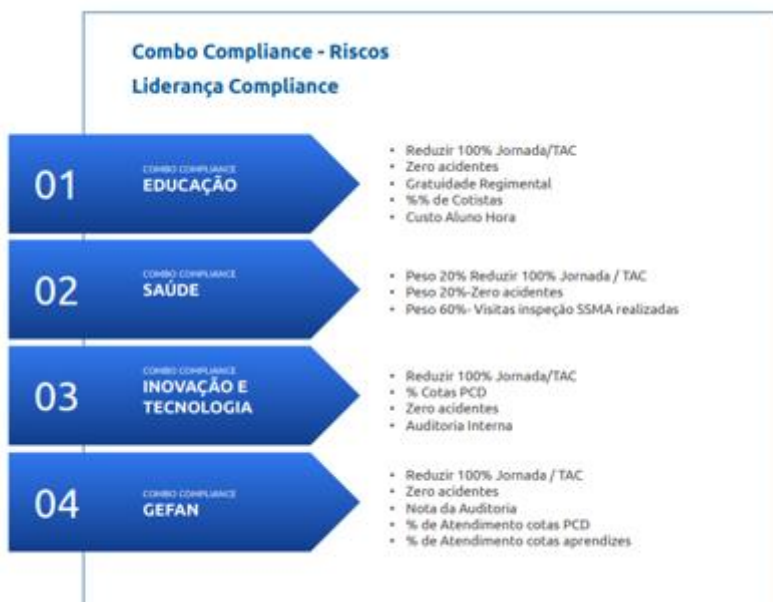 Combo Compliance - Riscos
Liderança Compliance
01
COMBO COMPLIANCE
EDUCAÇÃO
• Reduzir 100% Jornada/TAC
• Zero acidentes
• Gratuidade Regimental
• %% de Cotistas
• Custo Aluno Hora
02
COMBO COMPLIANCE
SAÚDE
• Peso 20% Reduzir 100% Jornada / TAC
• Peso 20%-Zero acidentes
• Peso 60%- Visitas inspeção SSMA realizadas
03
COMBO COMPLIANCE
INOVAÇÃO E
TECNOLOGIA
• Reduzir 100% Jornada/TAC
• % Cotas PCD
• Zero acidentes
• Auditoria Interna
04
COMBO COMPLIANCE
GEFAN
• Reduzir 100% Jornada / TAC
• Zero acidentes
• Nota da Auditoria
• % de Atendimento cotas PCD
• % de Atendimento cotas aprendizes